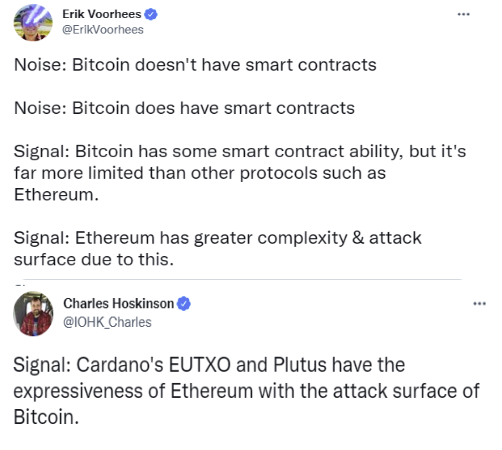 Erik Voorhees
@ErikVoorhees
Noise: Bitcoin doesn't have smart contracts
Noise: Bitcoin does have smart contracts
Signal: Bitcoin has some smart contract ability, but it's
far more limited than other protocols such as
Ethereum.
Signal: Ethereum has greater complexity & attack
surface due to this.
Charles Hoskinson
@IOHK_Charles
Signal: Cardano's EUTXO and Plutus have the
expressiveness of Ethereum with the attack surface of
Bitcoin.